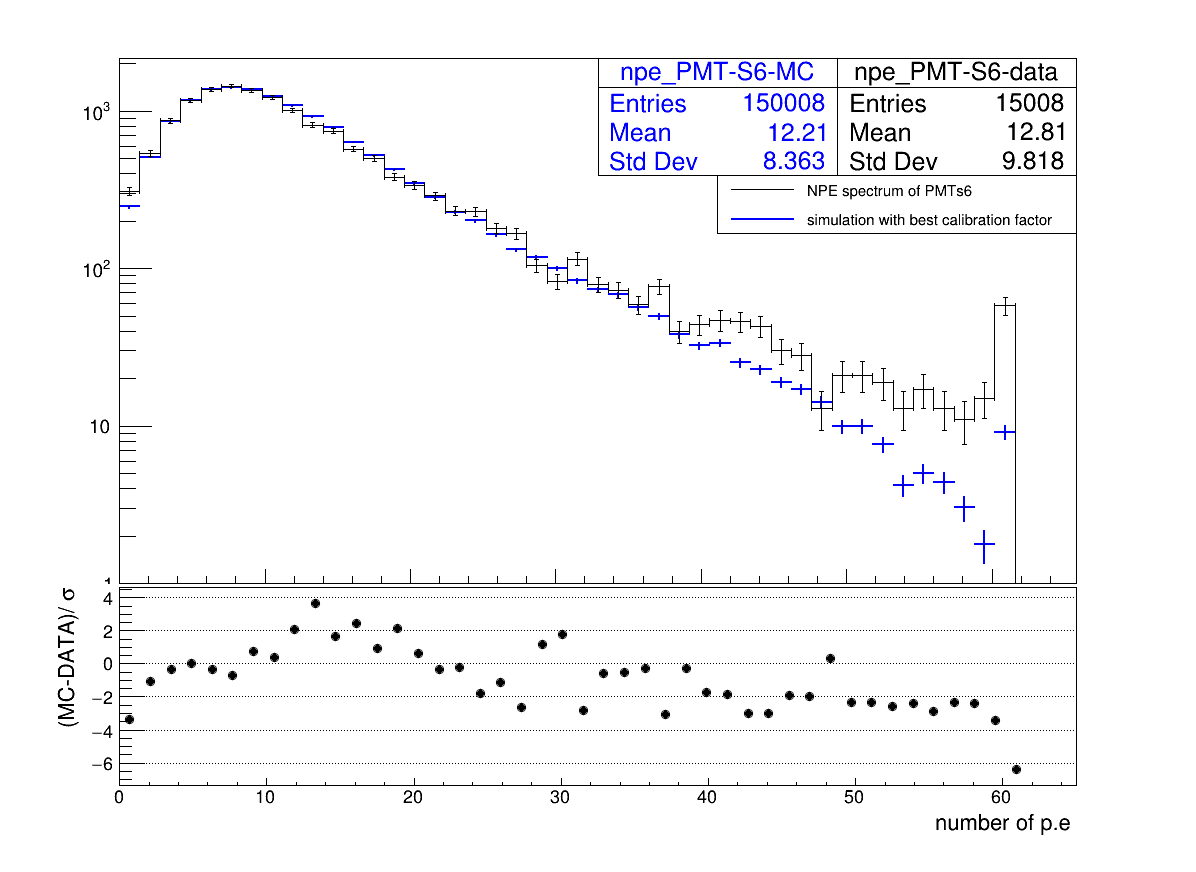 npe_PMT-S6-MC
Entries 150008
Mean 12.21
Std Dev 8.363
npe_PMT-S6-data
Entries 15008
Mean 12.81
Std Dev 9.818
NPE spectrum of PMTs6
simulation with best calibration factor
10³
10²
10
1
(MC-DATA)/ σ
4
2
0
−2
−4
−6
0 10 20 30 40 50 60
number of p.e